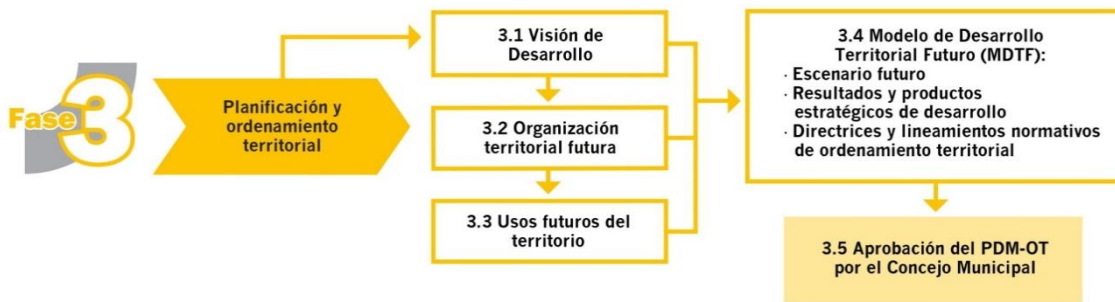 Fase 3
Planificación y
ordenamiento
territorial
3.1 Visión de
Desarrollo
3.2 Organización
territorial futura
3.3 Usos futuros del
territorio
3.4 Modelo de Desarrollo
Territorial Futuro (MDTF):
· Escenario futuro
· Resultados y productos
estratégicos de desarrollo
· Directrices y lineamientos normativos
de ordenamiento territorial
3.5 Aprobación del PDM-OT
por el Concejo Municipal